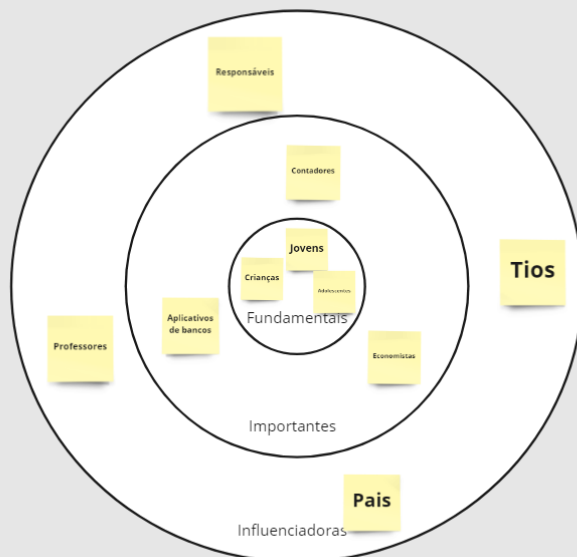 Responsáveis
Contadores
Jovens
Crianças
Adolescentes
Fundamentais
Tios
Aplicativos
de bancos
Professores
Economistas
Importantes
Pais
Influenciadoras